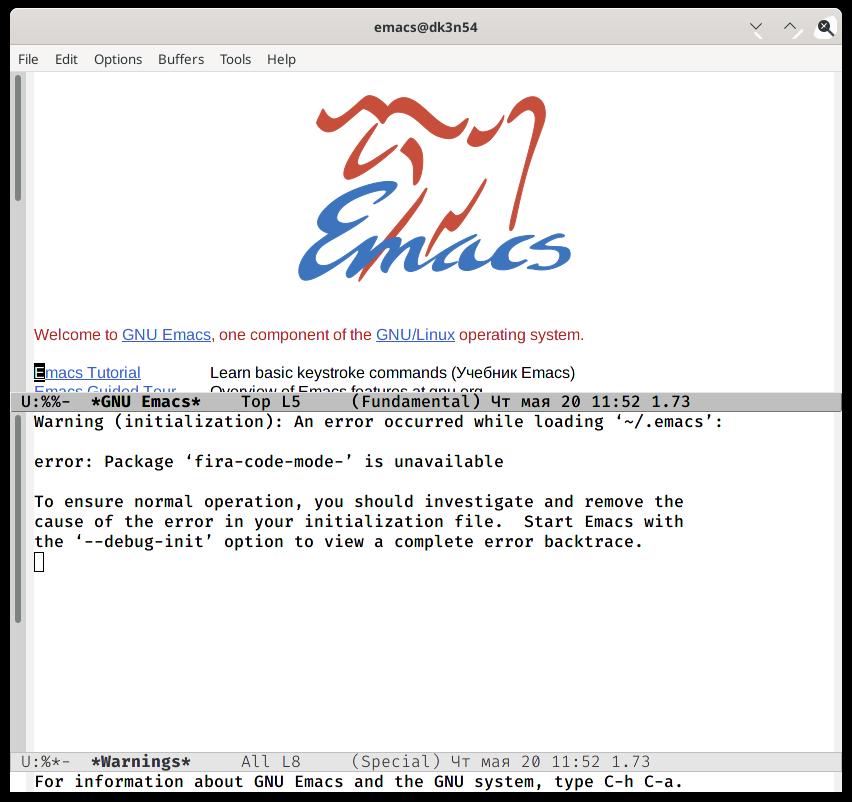 emacs@dk3n54
File Edit Options Buffers Tools Help
Emacs
Welcome to GNU Emacs, one component of the GNU/Linux operating system.
Emacs Tutorial Learn basic keystroke commands (Учебник Emacs)
Emacs Guided Tour Overview of Emacs features at gnu.org
U:%%- *GNU Emacs* Top L5 (Fundamental) Чт мая 20 11:52 1.73
Warning (initialization): An error occurred while loading ‘~/.emacs’:
error: Package ‘fira-code-mode-’ is unavailable
To ensure normal operation, you should investigate and remove the
cause of the error in your initialization file. Start Emacs with
the ‘--debug-init’ option to view a complete error backtrace.
U:%*- *Warnings* All L8 (Special) Чт мая 20 11:52 1.73
For information about GNU Emacs and the GNU system, type C-h C-a.